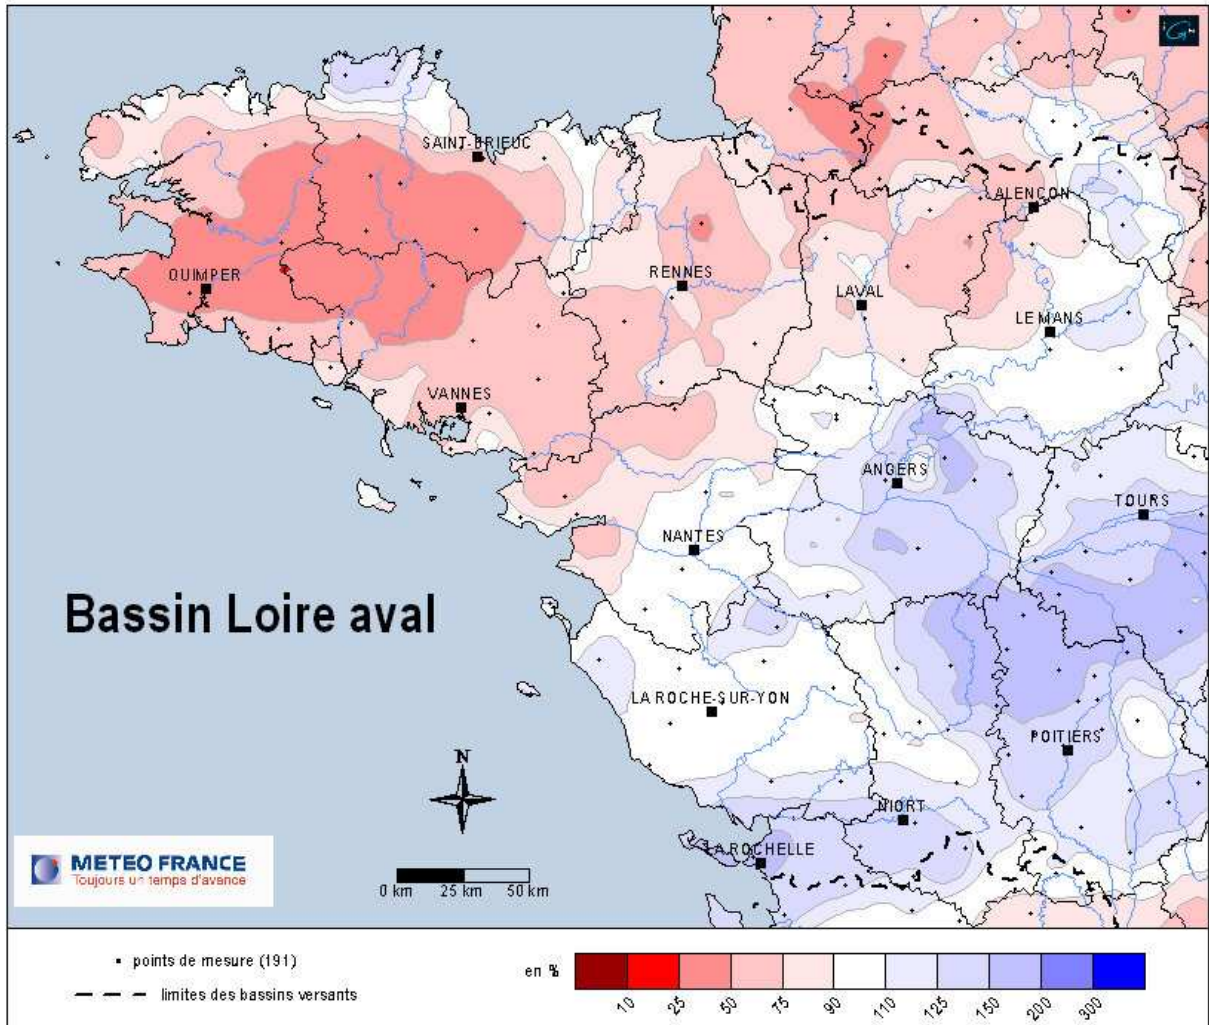 SAINT-BRIEUC
ALENÇON
QUIMPER
RENNES
LAVAL
LE MANS
VANNES
ANGERS
TOURS
NANTES
Bassin Loire aval
LA ROCHE-SUR-YON
POITIERS
N
NIORT
LA ROCHELLE
METEO FRANCE
Toujours un temps d'avance
0 km 25 km 50 km
points de mesure (191)
limites des bassins versants
en %
10 25 50 75 90 110 125 150 200 300